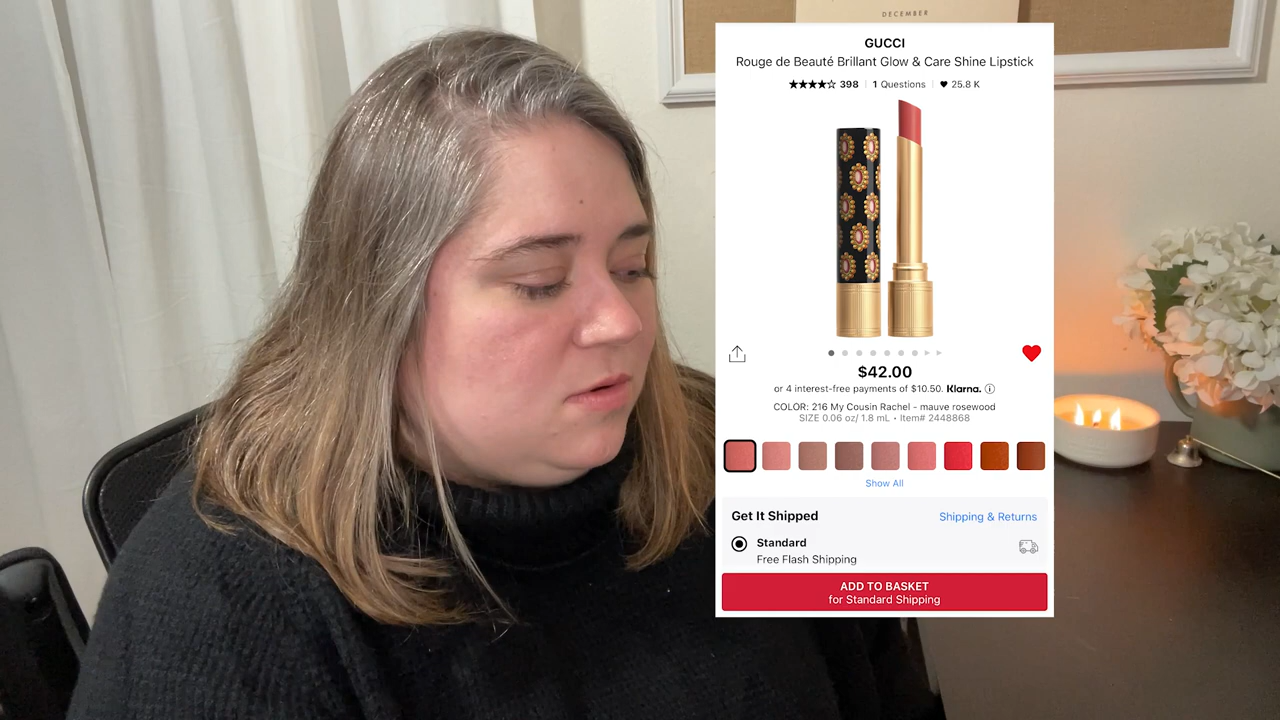 DECEMBER
GUCCI
Rouge de Beauté Brillant Glow & Care Shine Lipstick
★★★★☆ 398 | 1 Questions | ♥ 25.8 K
$42.00
or 4 interest-free payments of $10.50. Klarna. ⓘ
COLOR: 216 My Cousin Rachel - mauve rosewood
SIZE 0.06 oz/ 1.8 mL • Item# 2448868
Show All
Get It Shipped
Shipping & Returns
Standard
Free Flash Shipping
ADD TO BASKET
for Standard Shipping